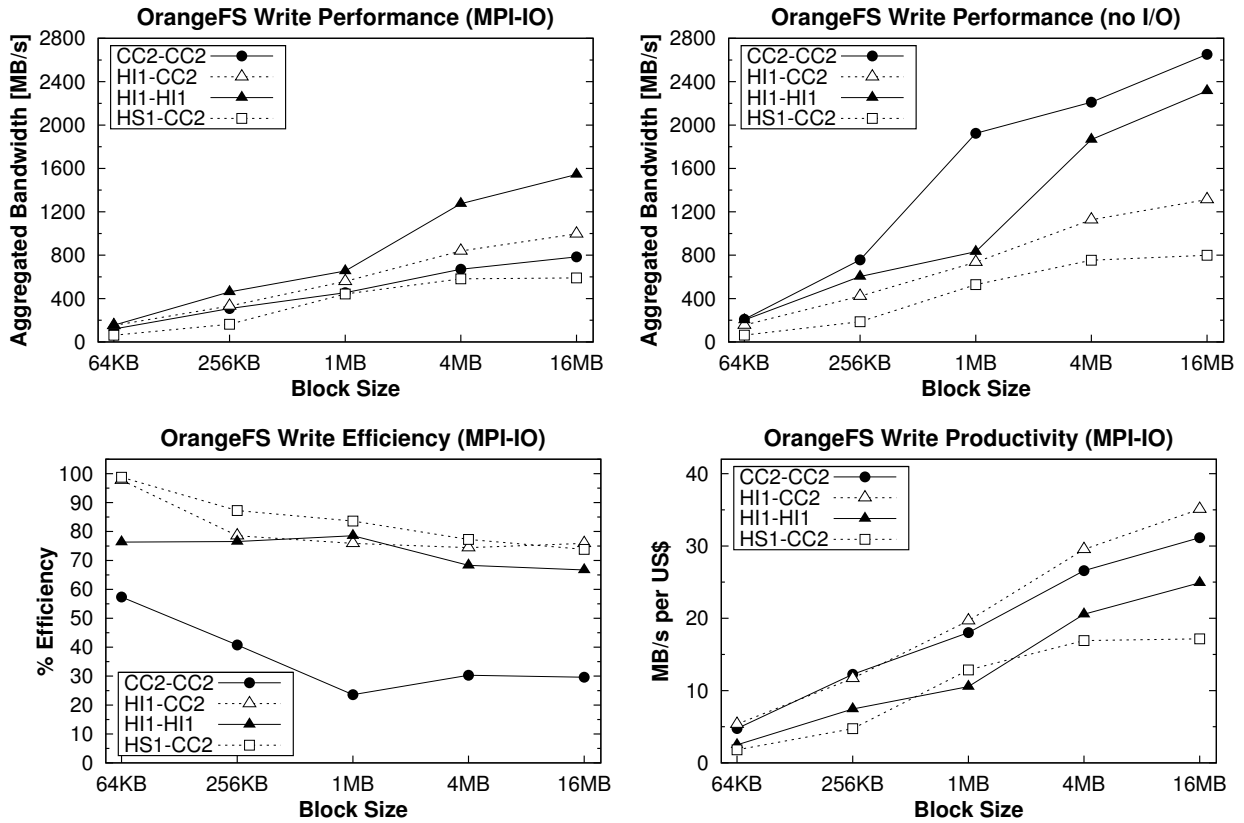 OrangeFS Write Performance (MPI-IO)
Aggregated Bandwidth [MB/s]
2800
2400
2000
1600
1200
800
400
0
CC2-CC2
HI1-CC2
HI1-HI1
HS1-CC2
64KB 256KB 1MB 4MB 16MB
Block Size
OrangeFS Write Performance (no I/O)
Aggregated Bandwidth [MB/s]
2800
2400
2000
1600
1200
800
400
0
CC2-CC2
HI1-CC2
HI1-HI1
HS1-CC2
64KB 256KB 1MB 4MB 16MB
Block Size
OrangeFS Write Efficiency (MPI-IO)
% Efficiency
100
90
80
70
60
50
40
30
20
10
0
CC2-CC2
HI1-CC2
HI1-HI1
HS1-CC2
64KB 256KB 1MB 4MB 16MB
Block Size
OrangeFS Write Productivity (MPI-IO)
MB/s per US$
40
30
20
10
0
CC2-CC2
HI1-CC2
HI1-HI1
HS1-CC2
64KB 256KB 1MB 4MB 16MB
Block Size